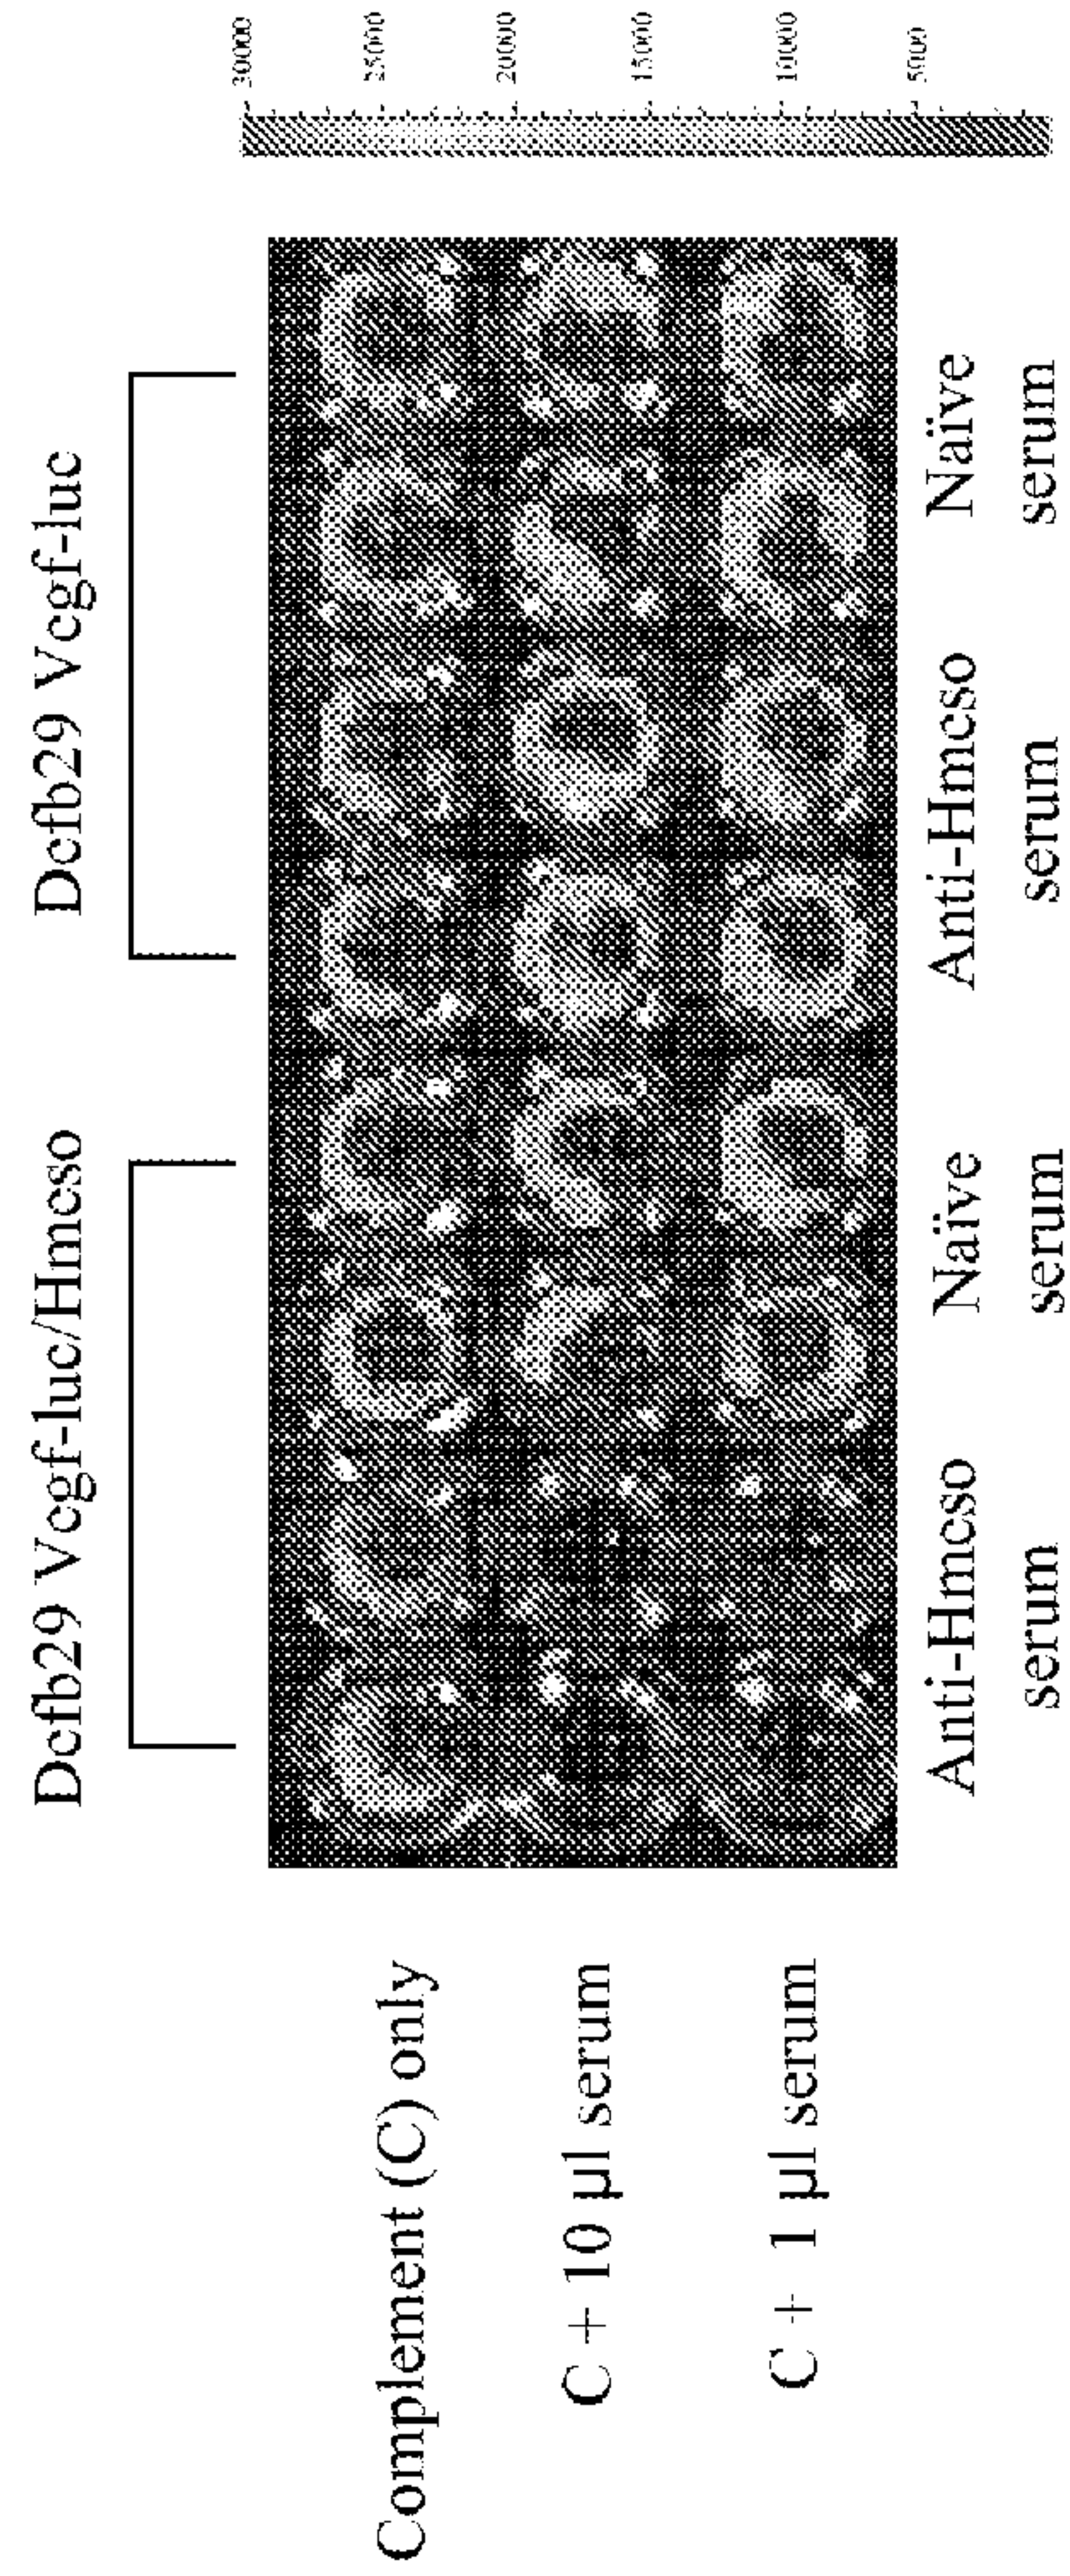 Defb29 Vegf-luc/Hmeso
Defb29 Vegf-luc
Complement (C) only
C + 10 µl serum
C + 1 µl serum
Anti-Hmeso
serum
Naïve
serum
Anti-Hmeso
serum
Naïve
serum
30000
25000
20000
15000
10000
5000